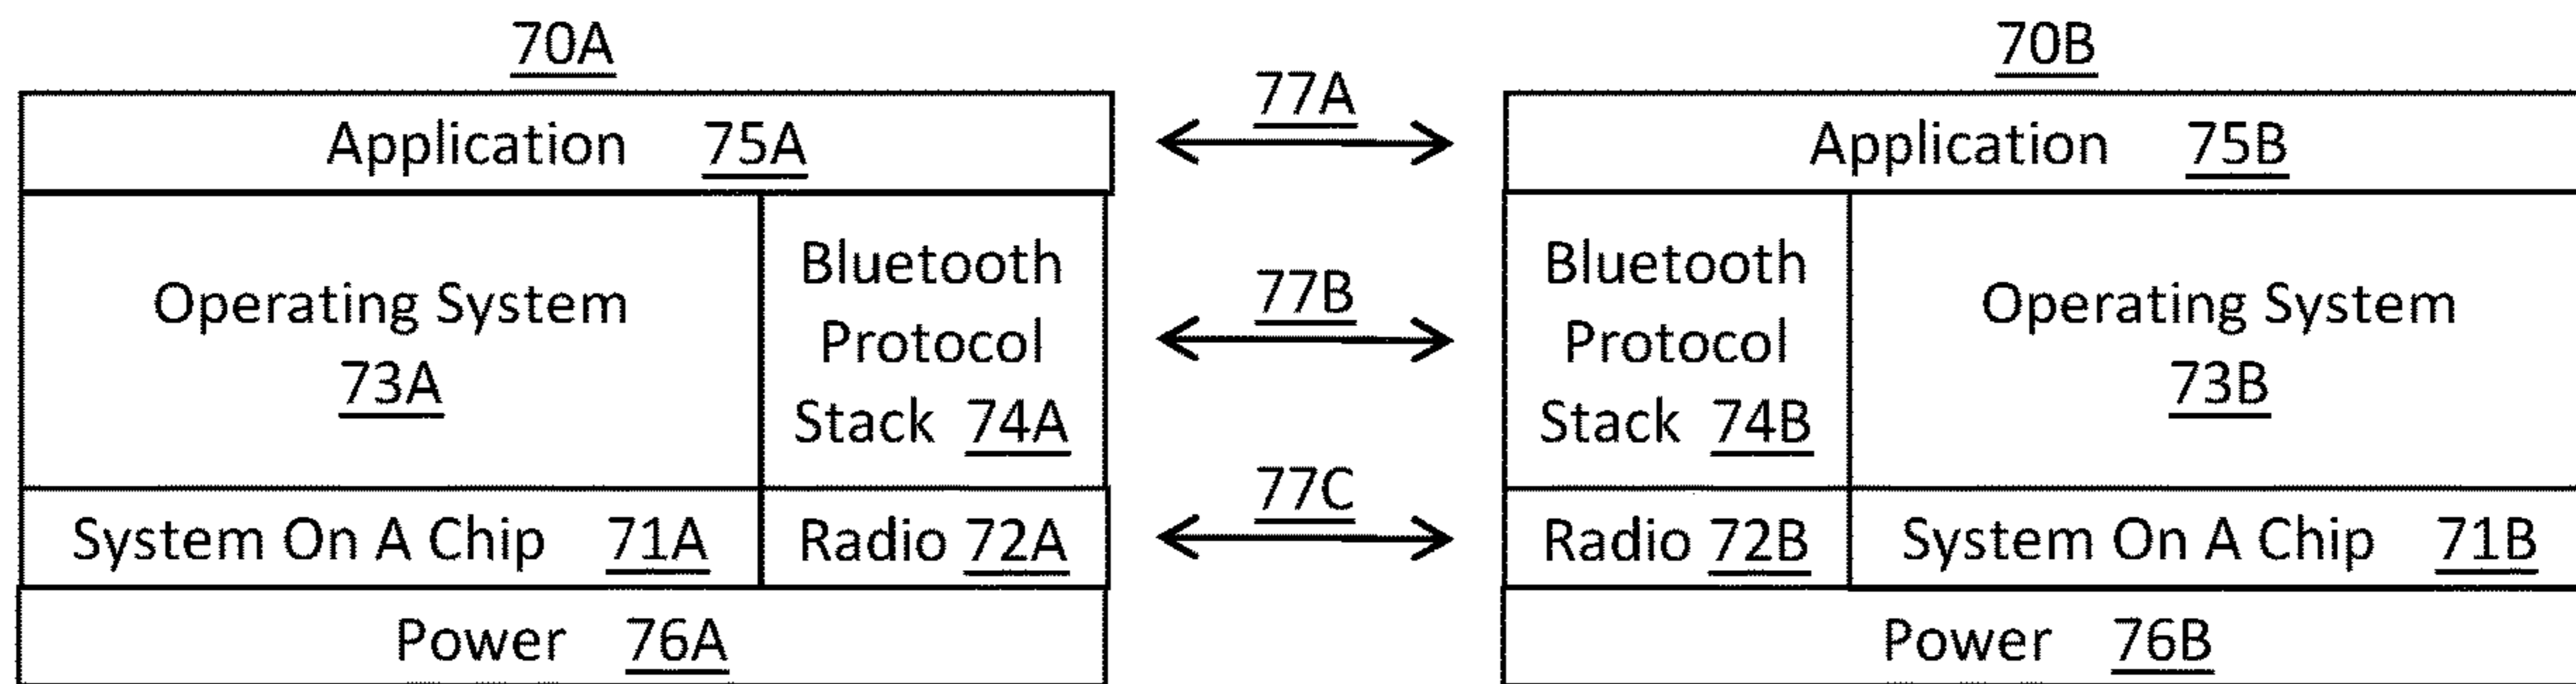 70A
70B
Application 75A
77A
Application 75B
Operating System
73A
Bluetooth
Protocol
Stack 74A
77B
Bluetooth
Protocol
Stack 74B
Operating System
73B
System On A Chip 71A
Radio 72A
77C
Radio 72B
System On A Chip 71B
Power 76A
Power 76B